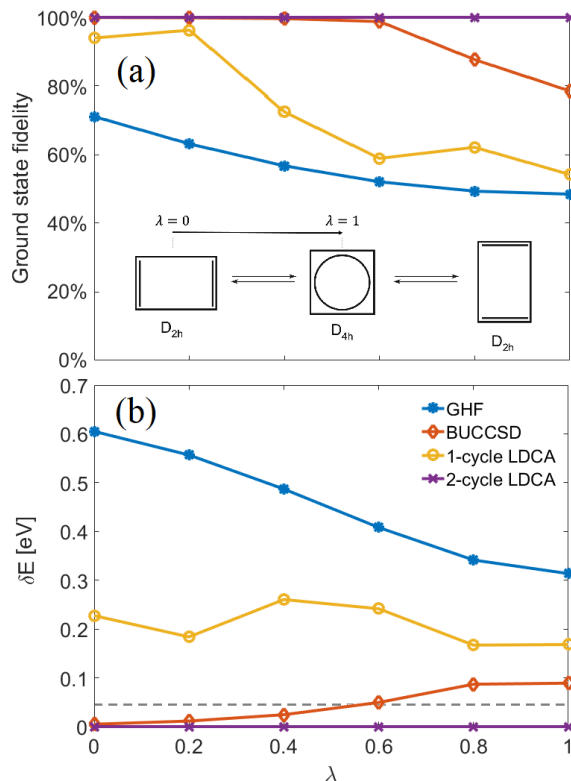 100%
(a)
80%
60%
40%
20%
0%
Ground state fidelity
λ = 0
λ = 1
D2h
D4h
D2h
0.7
(b)
GHF
BUCCSD
1-cycle LDCA
2-cycle LDCA
0.6
0.5
0.4
0.3
0.2
0.1
0
δE [eV]
0 0.2 0.4 0.6 0.8 1
λ